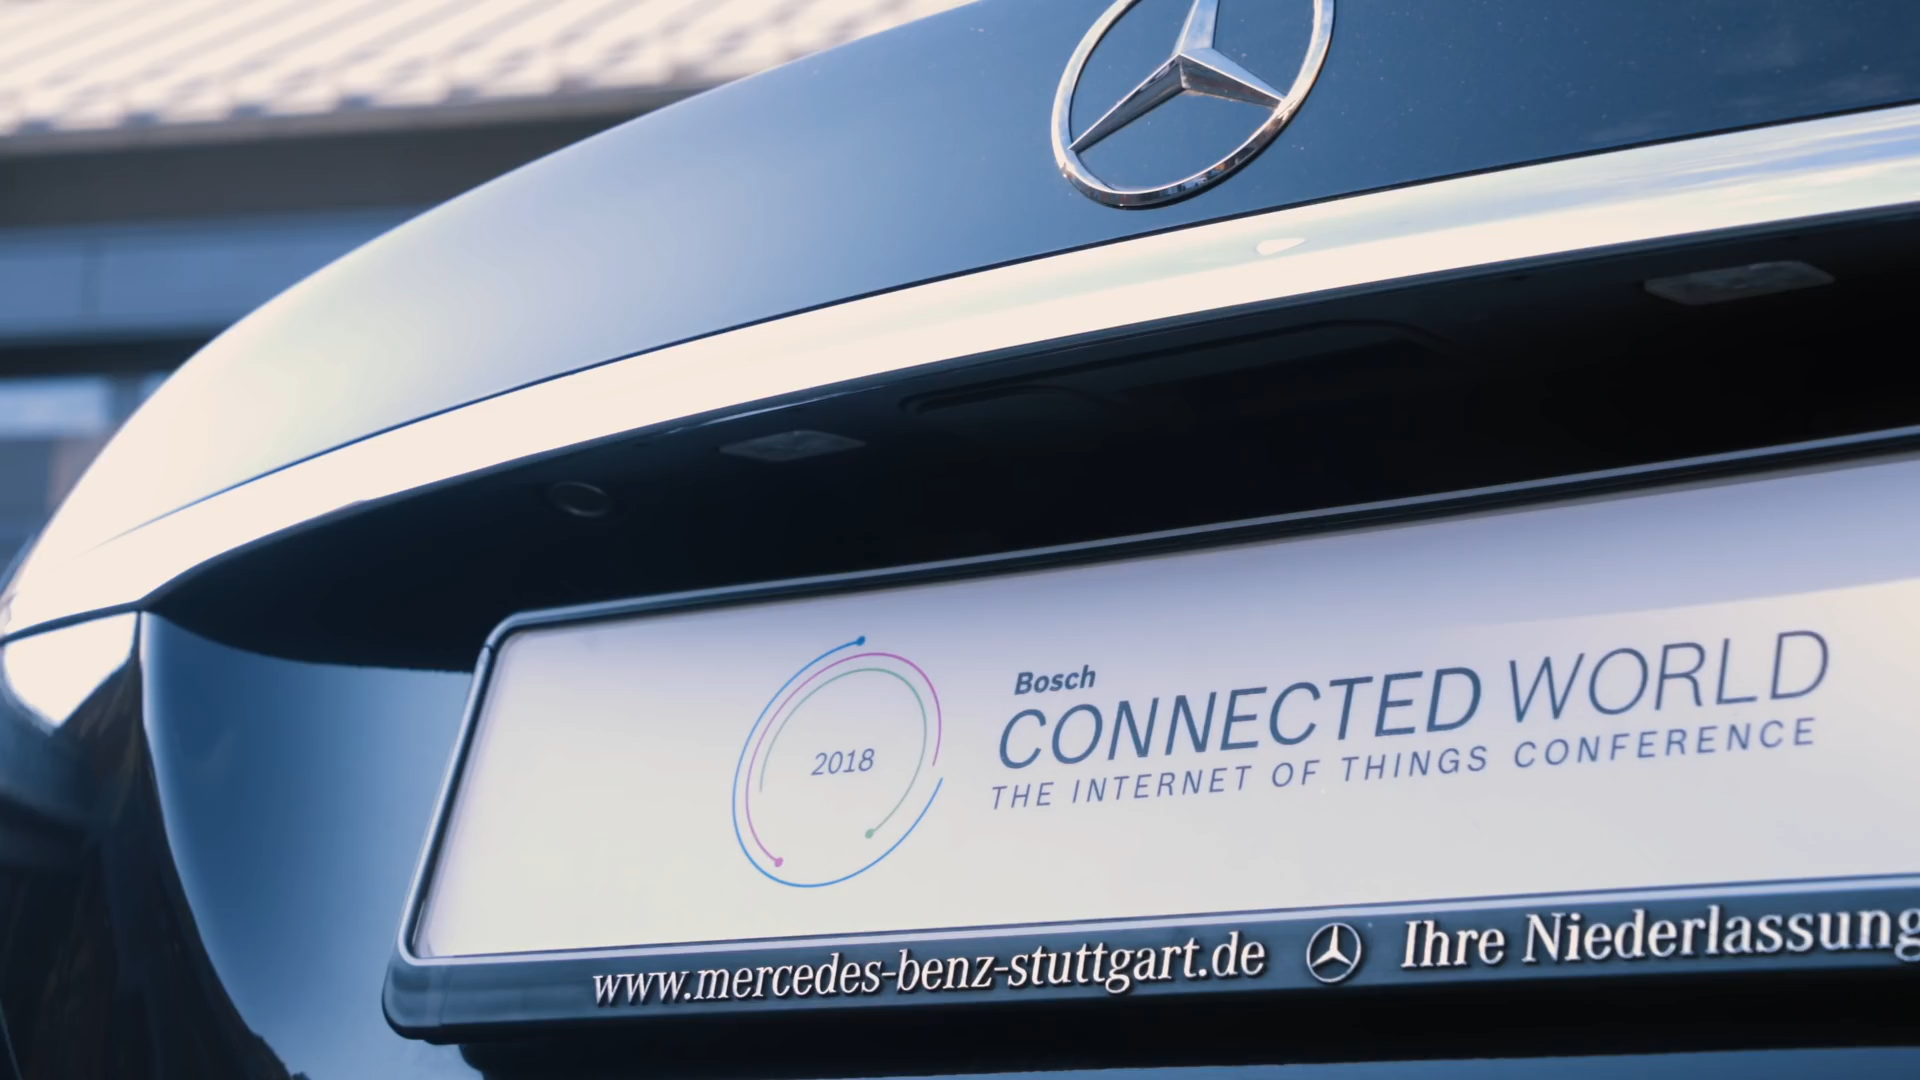 2018
Bosch
CONNECTED WORLD
THE INTERNET OF THINGS CONFERENCE
www.mercedes-benz-stuttgart.de Ihre Niederlassung